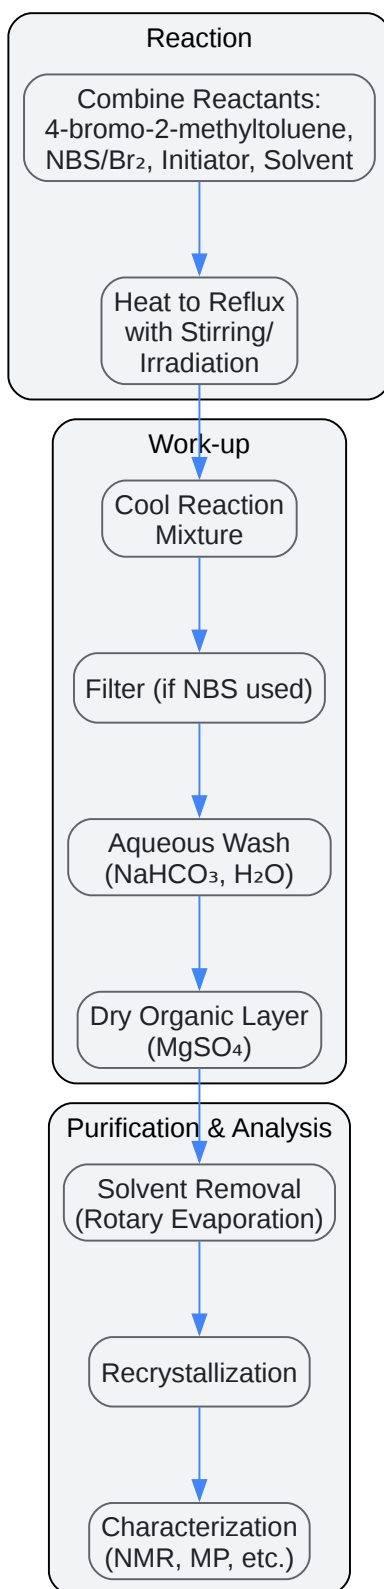 Reaction
Combine Reactants:
4-bromo-2-methyltoluene,
NBS/Br₂, Initiator, Solvent
Heat to Reflux
with Stirring/
Irradiation
Work-up
Cool Reaction
Mixture
Filter (if NBS used)
Aqueous Wash
(NaHCO₃, H₂O)
Dry Organic Layer
(MgSO₄)
Purification & Analysis
Solvent Removal
(Rotary Evaporation)
Recrystallization
Characterization
(NMR, MP, etc.)